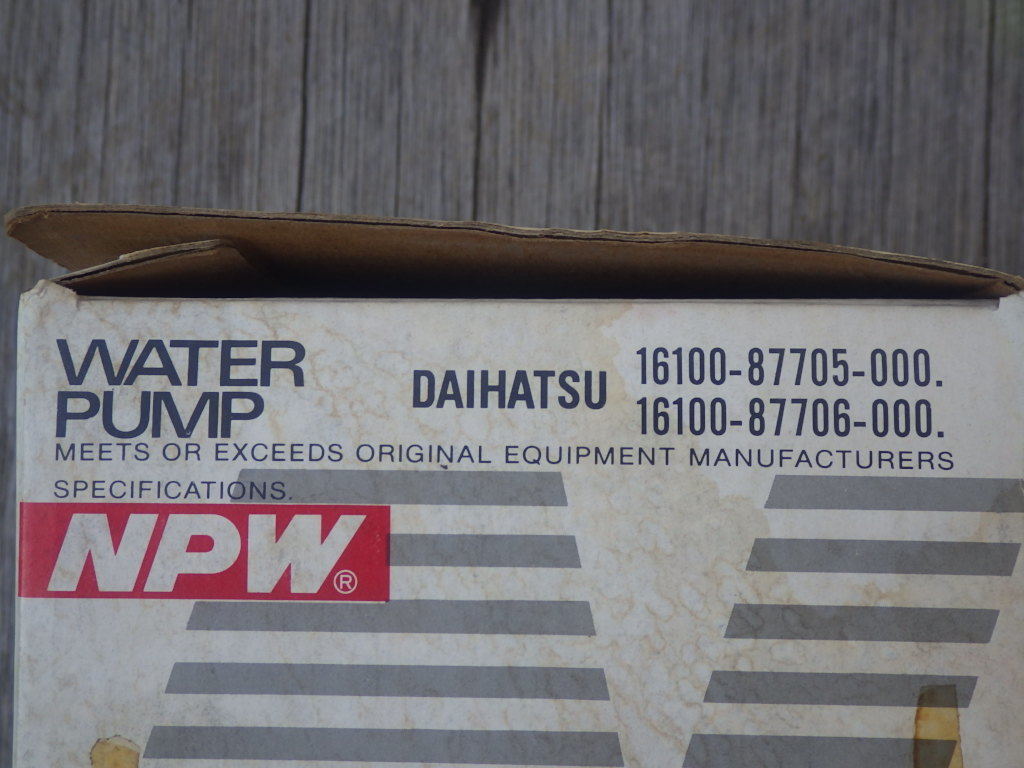 WATER
PUMP
DAIHATSU
16100-87705-000.
16100-87706-000.
MEETS OR EXCEEDS ORIGINAL EQUIPMENT MANUFACTURERS
SPECIFICATIONS.
NPW®